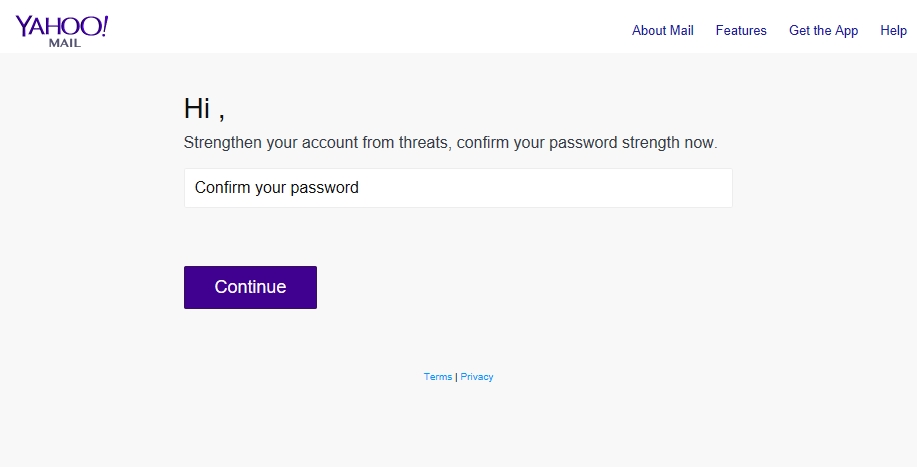 YAHOO!
MAIL
About Mail Features Get the App Help
Hi ,
Strengthen your account from threats, confirm your password strength now.
Confirm your password
Continue
Terms | Privacy